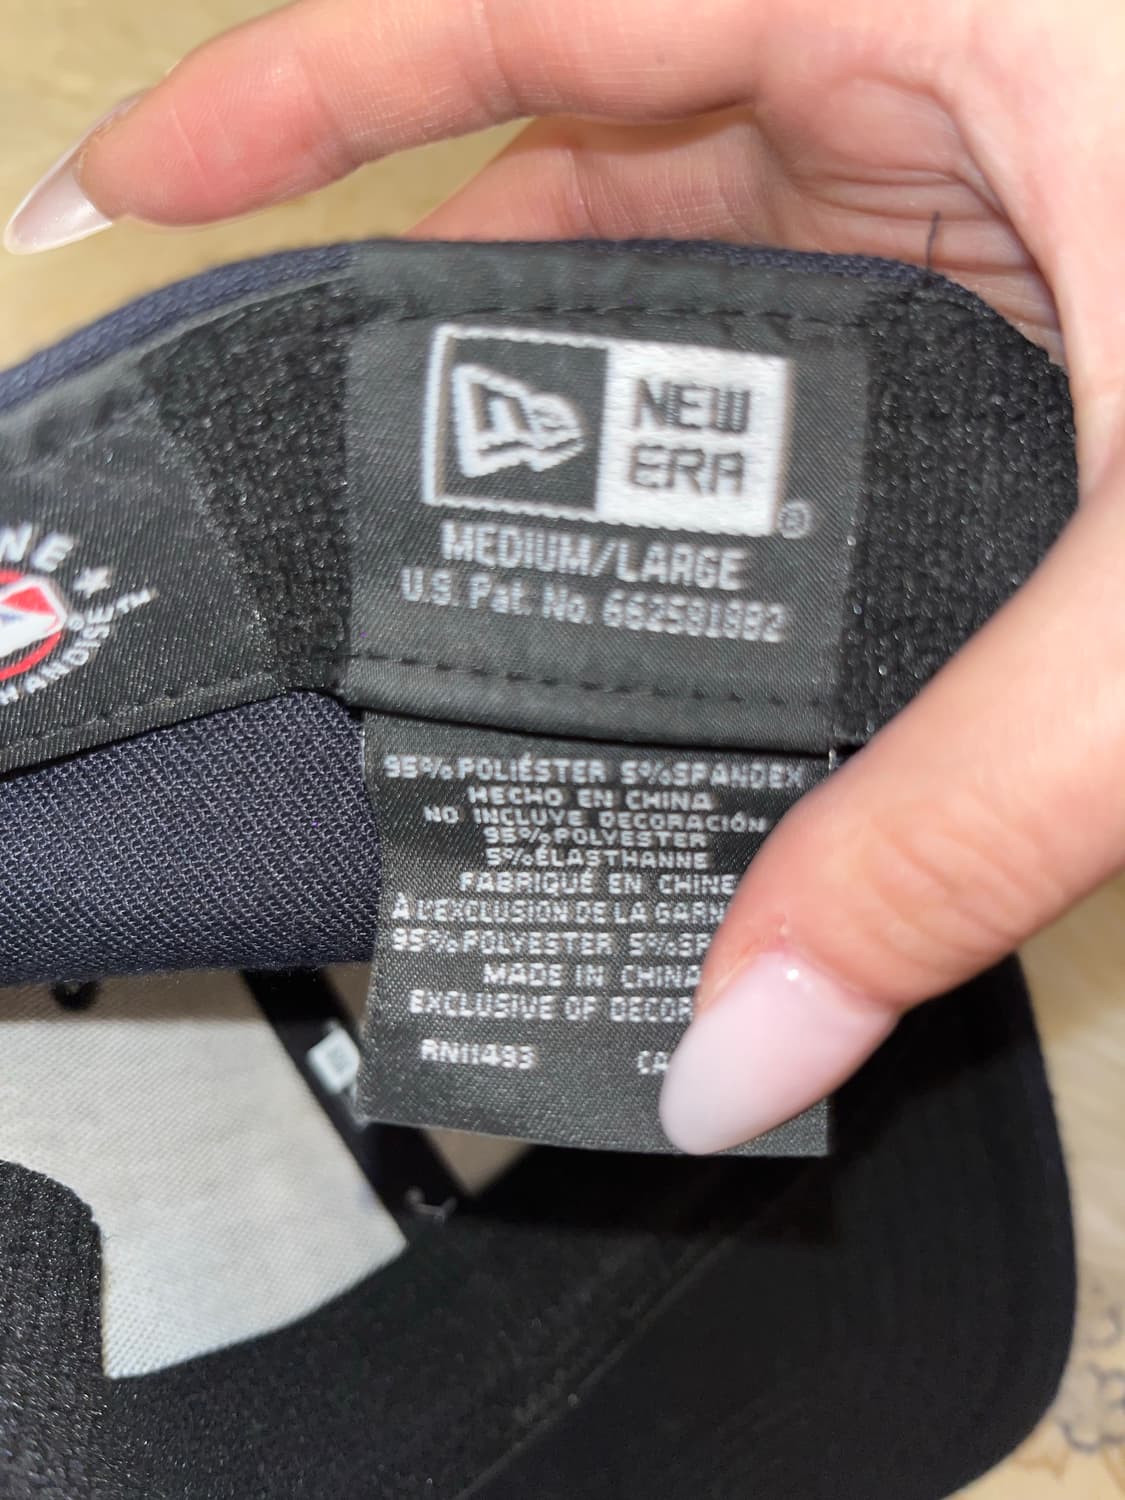 NEW
ERA
®
MEDIUM/LARGE
U.S. Pat. No.
95% POLIÉSTER 5% SPANDEX
HECHO EN CHINA
NO INCLUYE DECORACIÓN
95% POLYESTER
5% ÉLASTHANNE
FABRIQUÉ EN CHINE
À L'EXCLUSION DE LA GARN
95% POLYESTER 5% SP
MADE IN CHINA
EXCLUSIVE OF DECOR
RN11493 CA
NE ★